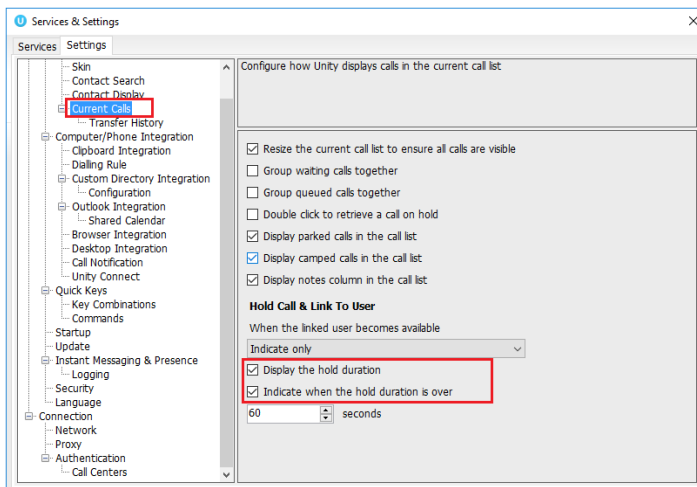 Services & Settings
Services Settings
Skin
Contact Search
Contact Display
Current Calls
Transfer History
Computer/Phone Integration
Clipboard Integration
Dialling Rule
Custom Directory Integration
Configuration
Outlook Integration
Shared Calendar
Browser Integration
Desktop Integration
Call Notification
Unity Connect
Quick Keys
Key Combinations
Commands
Startup
Update
Instant Messaging & Presence
Logging
Security
Language
Connection
Network
Proxy
Authentication
Call Centers
Configure how Unity displays calls in the current call list
Resize the current call list to ensure all calls are visible
Group waiting calls together
Group queued calls together
Double click to retrieve a call on hold
Display parked calls in the call list
Display camped calls in the call list
Display notes column in the call list
Hold Call & Link To User
When the linked user becomes available
Indicate only
Display the hold duration
Indicate when the hold duration is over
60 seconds